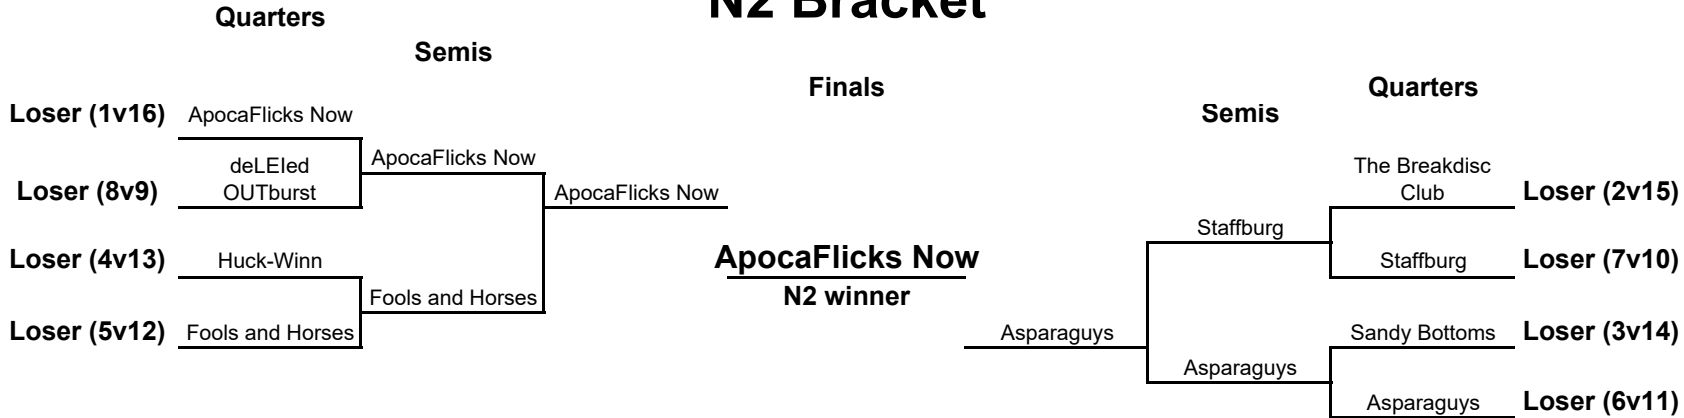 N2 Bracket
Quarters
Semis
Finals
Quarters
Semis
Loser (1v16) ApocaFlicks Now
ApocaFlicks Now
deLEIed
OUTburst
Loser (8v9)
ApocaFlicks Now
The Breakdisc
Club
Loser (2v15)
Staffburg
Loser (4v13) Huck-Winn
ApocaFlicks Now
N2 winner
Staffburg Loser (7v10)
Fools and Horses
Loser (5v12) Fools and Horses
Asparaguys
Sandy Bottoms Loser (3v14)
Asparaguys
Asparaguys Loser (6v11)